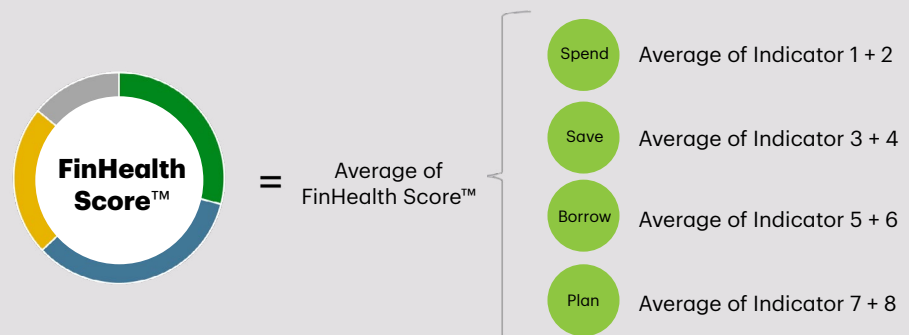 FinHealth
Score™
=
Average of
FinHealth Score™
Spend
Average of Indicator 1 + 2
Save
Average of Indicator 3 + 4
Borrow
Average of Indicator 5 + 6
Plan
Average of Indicator 7 + 8